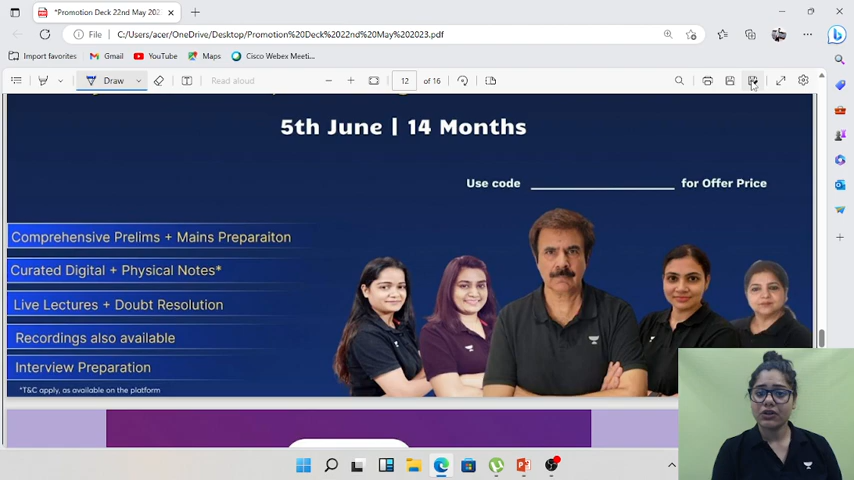 *Promotion Deck 22nd May 202
File
C:/Users/acer/OneDrive/Desktop/Promotion%20Deck%2022nd%20May%202023.pdf
Import favorites
Gmail
YouTube
Maps
Cisco Webex Meeti...
Draw
Read aloud
12
of 16
5th June | 14 Months
Use code
for Offer Price
Comprehensive Prelims + Mains Preparaiton
Curated Digital + Physical Notes*
Live Lectures + Doubt Resolution
Recordings also available
Interview Preparation
*T&C apply, as available on the platform